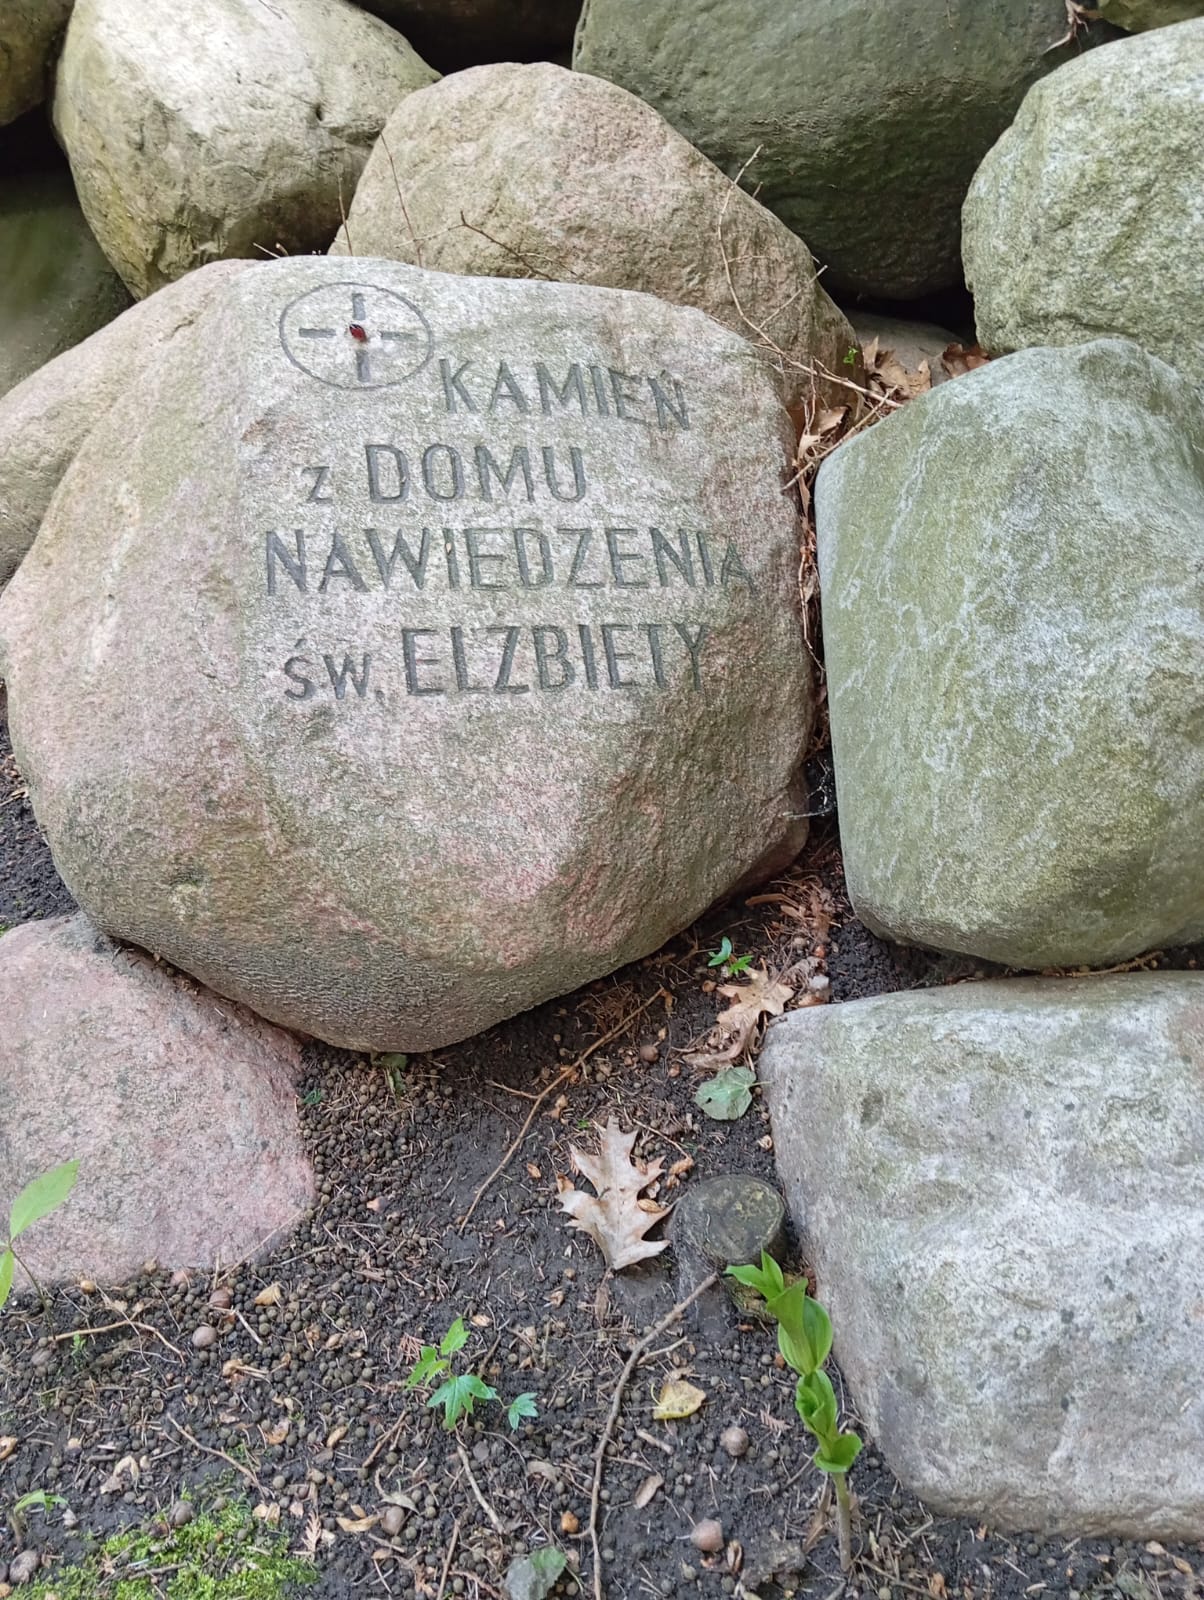 KAMIEŃ
z DOMU
NAWIEDZENIA
św. ELZBIETY